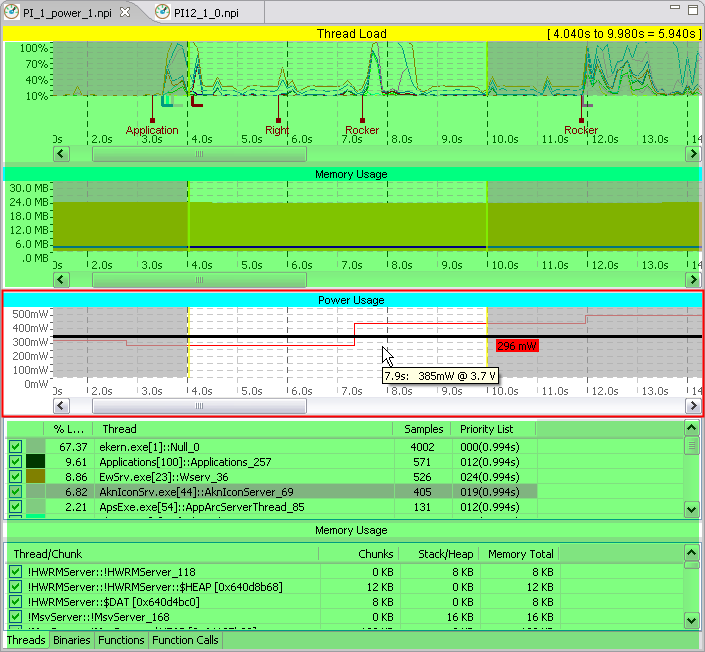 PI_1_power_1.npi PI12_1_0.npi
Thread Load [ 4.040s to 9.980s = 5.940s ]
100%
70%
40%
10%
Application Right Rocker Rocker
0s 2.0s 3.0s 4.0s 5.0s 6.0s 7.0s 8.0s 9.0s 10.0s 11.0s 12.0s 13.0s 14
Memory Usage
30.0 MB
24.0 MB
18.0 MB
12.0 MB
6.0 MB
.0 MB
0s 2.0s 3.0s 4.0s 5.0s 6.0s 7.0s 8.0s 9.0s 10.0s 11.0s 12.0s 13.0s 14
Power Usage
500mW
400mW
300mW
296 mW
200mW
100mW
7.9s: 385mW @ 3.7 V
0mW
0s 2.0s 3.0s 4.0s 5.0s 6.0s 7.0s 8.0s 9.0s 10.0s 11.0s 12.0s 13.0s 14
% L... Thread Samples Priority List
67.37 ekern.exe[1]::Null_0 4002 000(0.994s)
9.61 Applications[100]::Applications_257 571 012(0.994s)
8.86 EwSrv.exe[23]::Wserv_36 526 024(0.994s)
6.82 AknIconSrv.exe[44]::AknIconServer_69 405 019(0.994s)
2.21 ApsExe.exe[54]::AppArcServerThread_85 131 012(0.994s)
Memory Usage
Thread/Chunk Chunks Stack/Heap Memory Total
!HWRMServer::!HWRMServer_118 0 KB 8 KB 8 KB
!HWRMServer::!HWRMServer::$HEAP [0x640d8b68] 12 KB 0 KB 12 KB
!HWRMServer::$DAT [0x640d4bc0] 8 KB 0 KB 8 KB
!MsvServer::!MsvServer_168 0 KB 16 KB 16 KB
Threads Binaries Functions Function Calls